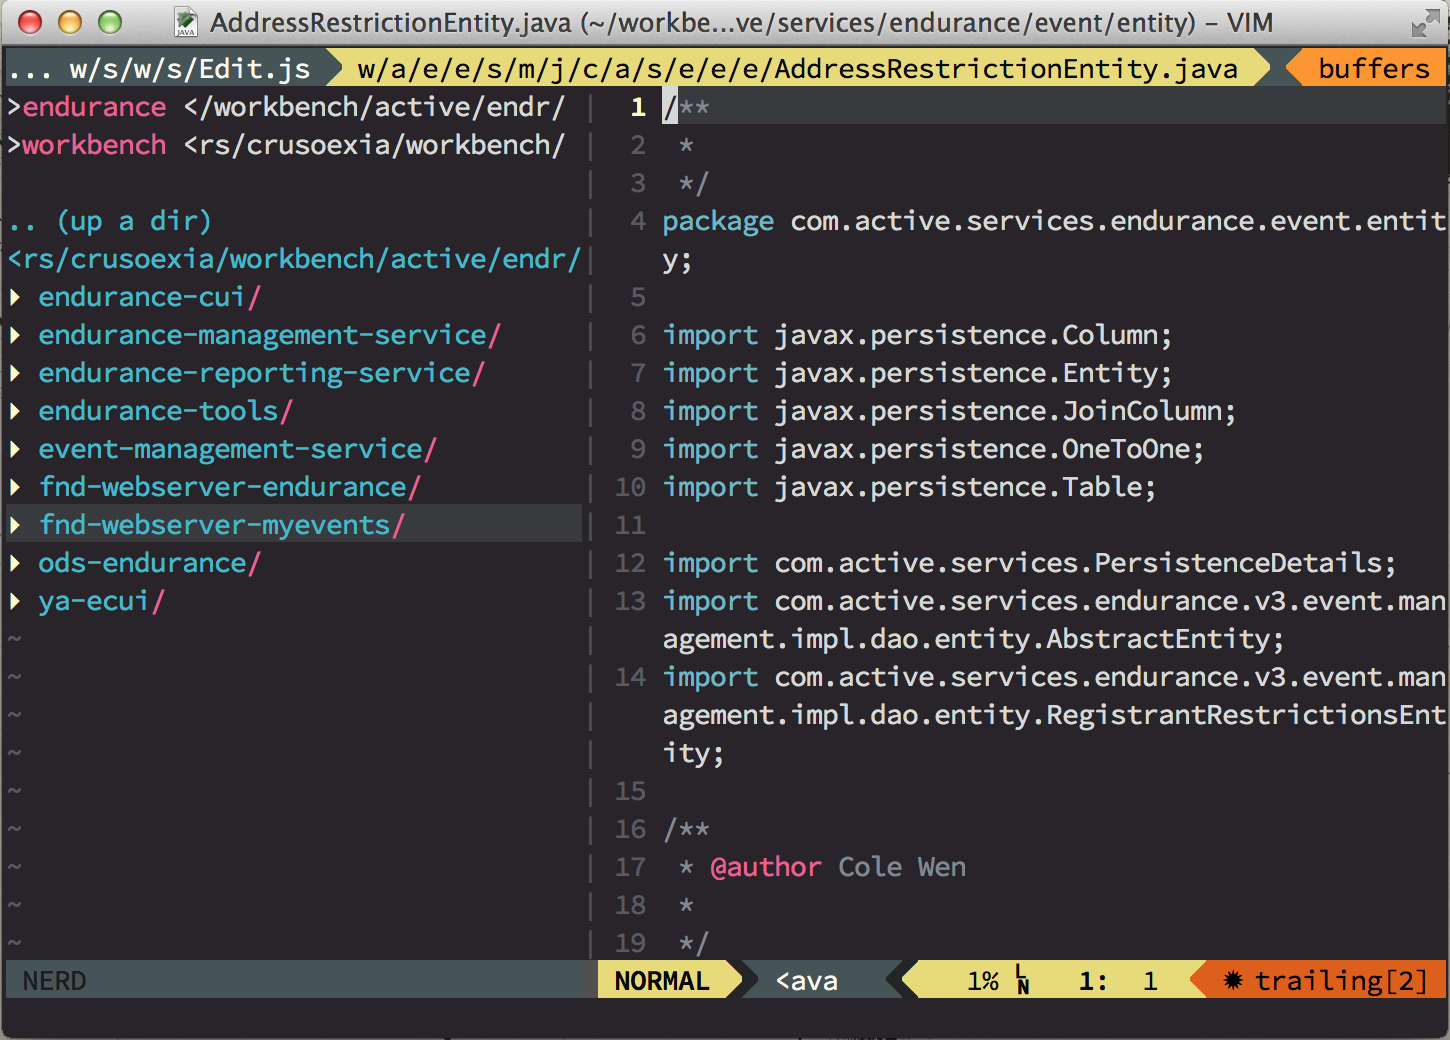 AddressRestrictionEntity.java (~/workbe...ve/services/endurance/event/entity) – VIM
... w/s/w/s/Edit.js w/a/e/e/s/m/j/c/a/s/e/e/e/AddressRestrictionEntity.java buffers
>endurance </workbench/active/endr/
>workbench <rs/crusoexia/workbench/
.. (up a dir)
<rs/crusoexia/workbench/active/endr/
▸ endurance-cui/
▸ endurance-management-service/
▸ endurance-reporting-service/
▸ endurance-tools/
▸ event-management-service/
▸ fnd-webserver-endurance/
▸ fnd-webserver-myevents/
▸ ods-endurance/
▸ ya-ecui/
~
~
~
~
~
~
~
~
~
NERD
1 /**
2  *
3  */
4 package com.active.services.endurance.event.entit
y;
5
6 import javax.persistence.Column;
7 import javax.persistence.Entity;
8 import javax.persistence.JoinColumn;
9 import javax.persistence.OneToOne;
10 import javax.persistence.Table;
11
12 import com.active.services.PersistenceDetails;
13 import com.active.services.endurance.v3.event.man
agement.impl.dao.entity.AbstractEntity;
14 import com.active.services.endurance.v3.event.man
agement.impl.dao.entity.RegistrantRestrictionsEnt
ity;
15
16 /**
17  * @author Cole Wen
18  *
19  */
NORMAL <ava 1% LN 1: 1 ✹ trailing[2]